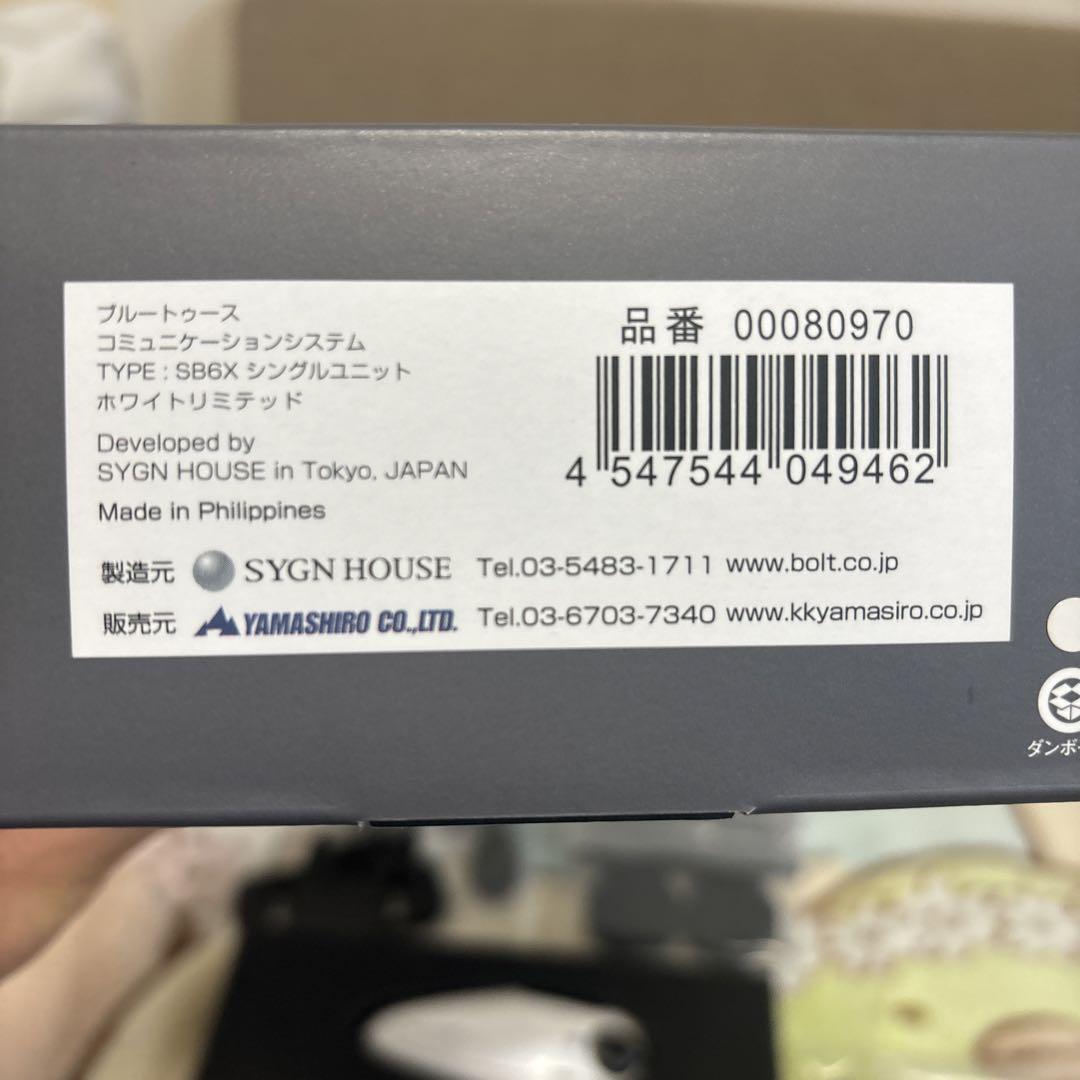 ブルートゥース
コミュニケーションシステム
TYPE : SB6X シングルユニット
ホワイトリミテッド
Developed by
SYGN HOUSE in Tokyo, JAPAN
Made in Philippines
品番 00080970
4 547544 049462
製造元 SYGN HOUSE Tel.03-5483-1711 www.bolt.co.jp
販売元 YAMASHIRO CO.,LTD. Tel.03-6703-7340 www.kkyamasiro.co.jp
ダンボー